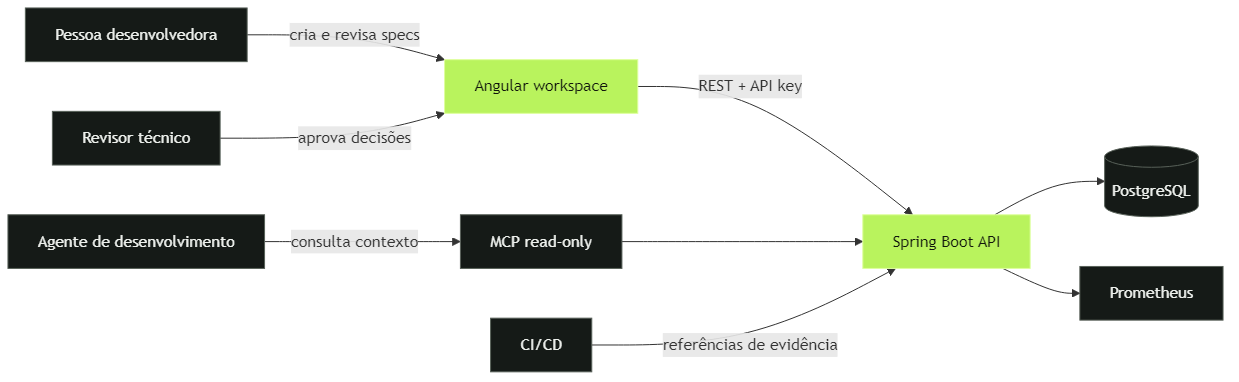 Pessoa desenvolvedora
cria e revisa specs
Angular workspace
REST + API key
Revisor técnico
aprova decisões
PostgreSQL
Agente de desenvolvimento
consulta contexto
MCP read-only
Spring Boot API
Prometheus
CI/CD
referências de evidência